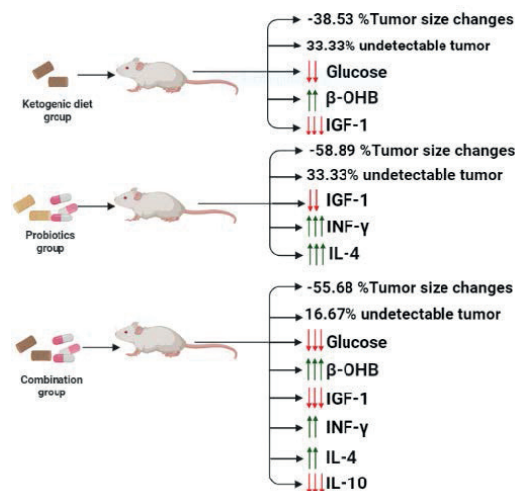 -38.53 %Tumor size changes
33.33% undetectable tumor
Glucose
β-OHB
IGF-1
Ketogenic diet
group
-58.89 %Tumor size changes
33.33% undetectable tumor
IGF-1
INF-γ
IL-4
Probiotics
group
-55.68 %Tumor size changes
16.67% undetectable tumor
Glucose
β-OHB
IGF-1
INF-γ
IL-4
IL-10
Combination
group